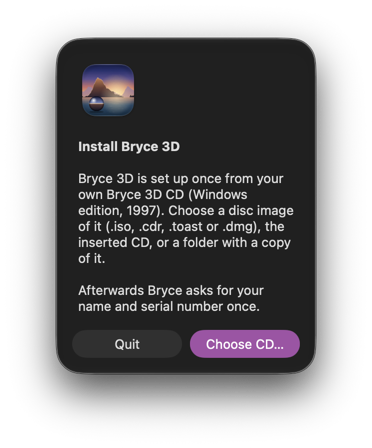 Install Bryce 3D
Bryce 3D is set up once from your
own Bryce 3D CD (Windows
edition, 1997). Choose a disc image
of it (.iso, .cdr, .toast or .dmg), the
inserted CD, or a folder with a copy
of it.
Afterwards Bryce asks for your
name and serial number once.
Quit
Choose CD...